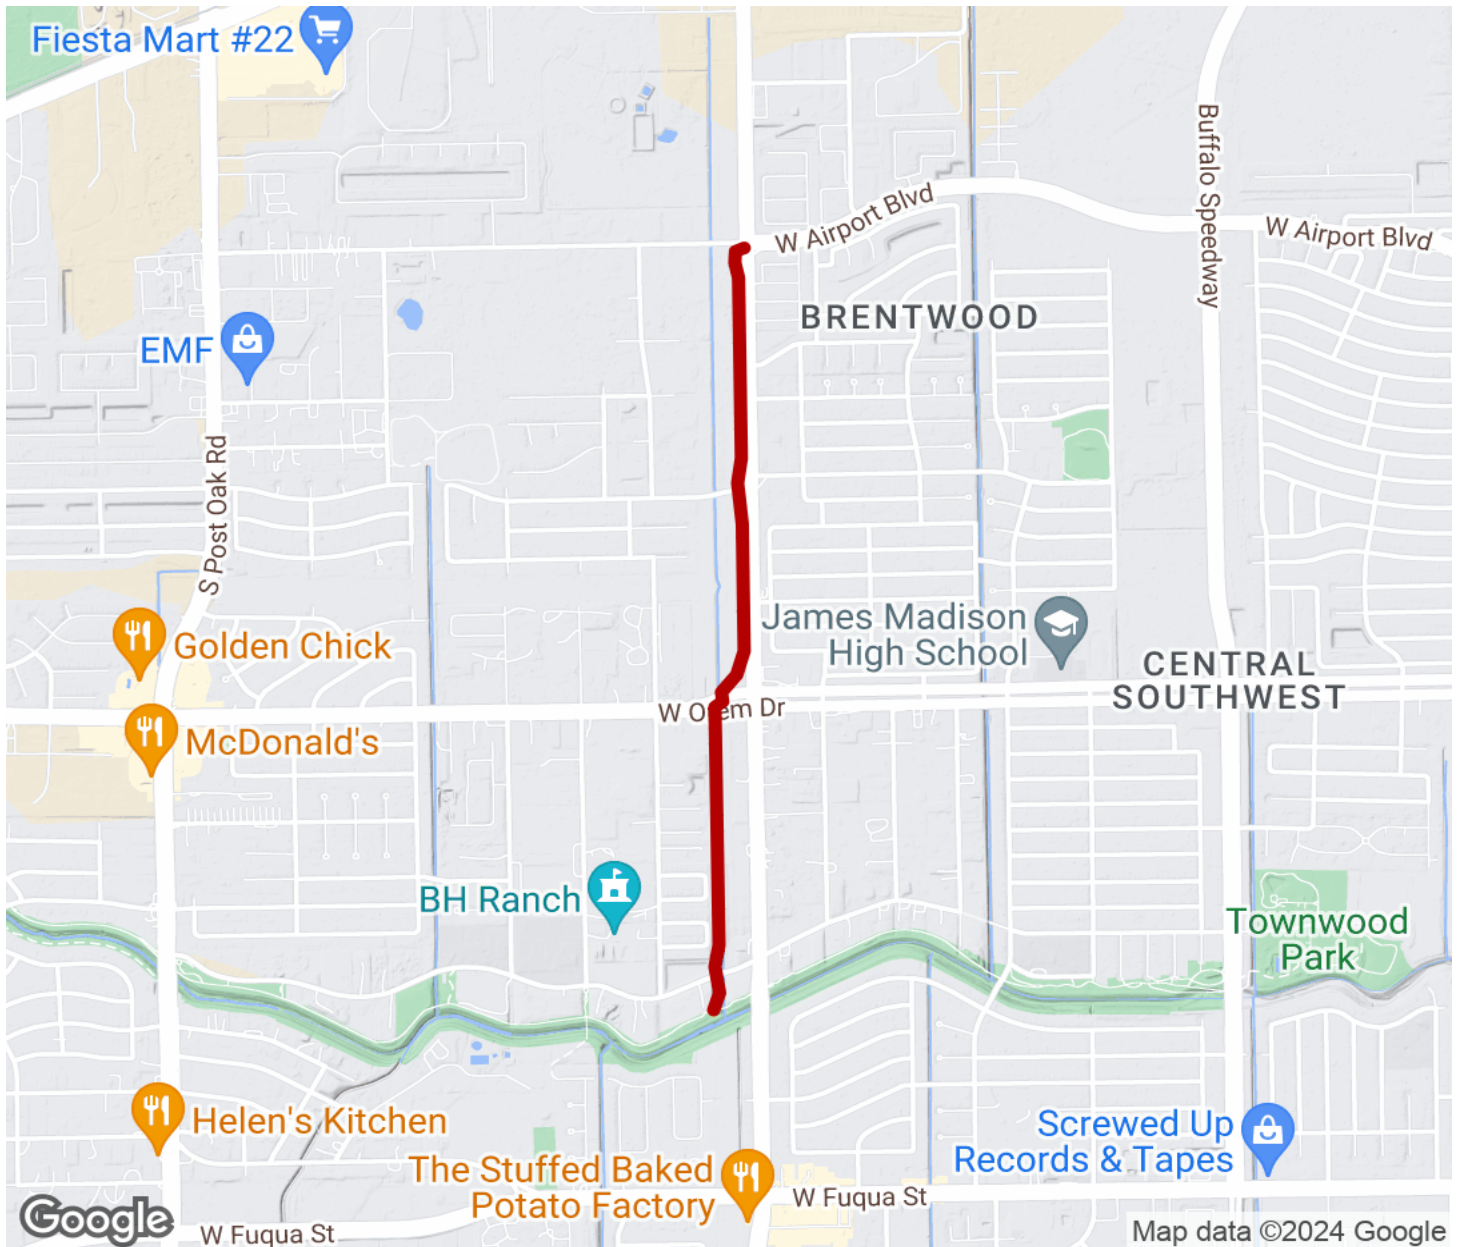 Fiesta Mart #22
Buffalo Speedway
W Airport Blvd
W Airport Blvd
BRENTWOOD
EMF
S Post Oak Rd
James Madison
High School
Golden Chick
CENTRAL
SOUTHWEST
W Orem Dr
McDonald's
BH Ranch
Townwood
Park
Helen's Kitchen
Screwed Up
Records & Tapes
The Stuffed Baked
Potato Factory
W Fuqua St
Google
W Fuqua St
Map data ©2024 Google